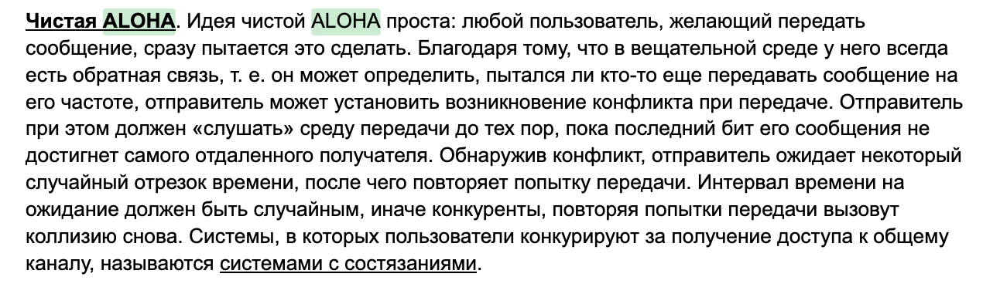 Чистая ALOHA. Идея чистой ALOHA проста: любой пользователь, желающий передать
сообщение, сразу пытается это сделать. Благодаря тому, что в вещательной среде у него всегда
есть обратная связь, т. е. он может определить, пытался ли кто-то еще передавать сообщение на
его частоте, отправитель может установить возникновение конфликта при передаче. Отправитель
при этом должен «слушать» среду передачи до тех пор, пока последний бит его сообщения не
достигнет самого отдаленного получателя. Обнаружив конфликт, отправитель ожидает некоторый
случайный отрезок времени, после чего повторяет попытку передачи. Интервал времени на
ожидание должен быть случайным, иначе конкуренты, повторяя попытки передачи вызовут
коллизию снова. Системы, в которых пользователи конкурируют за получение доступа к общему
каналу, называются системами с состязаниями.